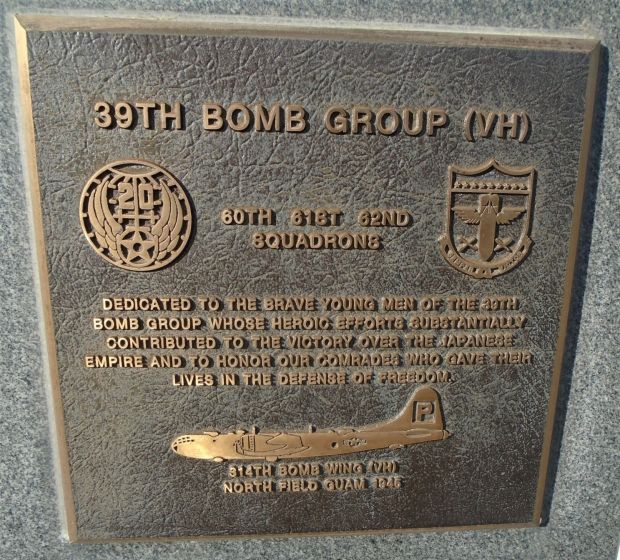 39TH BOMB GROUP (VH)
20
60TH 61ST 62ND
SQUADRONS
DEDICATED TO THE BRAVE YOUNG MEN OF THE 39TH
BOMB GROUP WHOSE HEROIC EFFORTS SUBSTANTIALLY
CONTRIBUTED TO THE VICTORY OVER THE JAPANESE
EMPIRE AND TO HONOR OUR COMRADES WHO GAVE THEIR
LIVES IN THE DEFENSE OF FREEDOM.
P
314TH BOMB WING (VH)
NORTH FIELD GUAM 1945